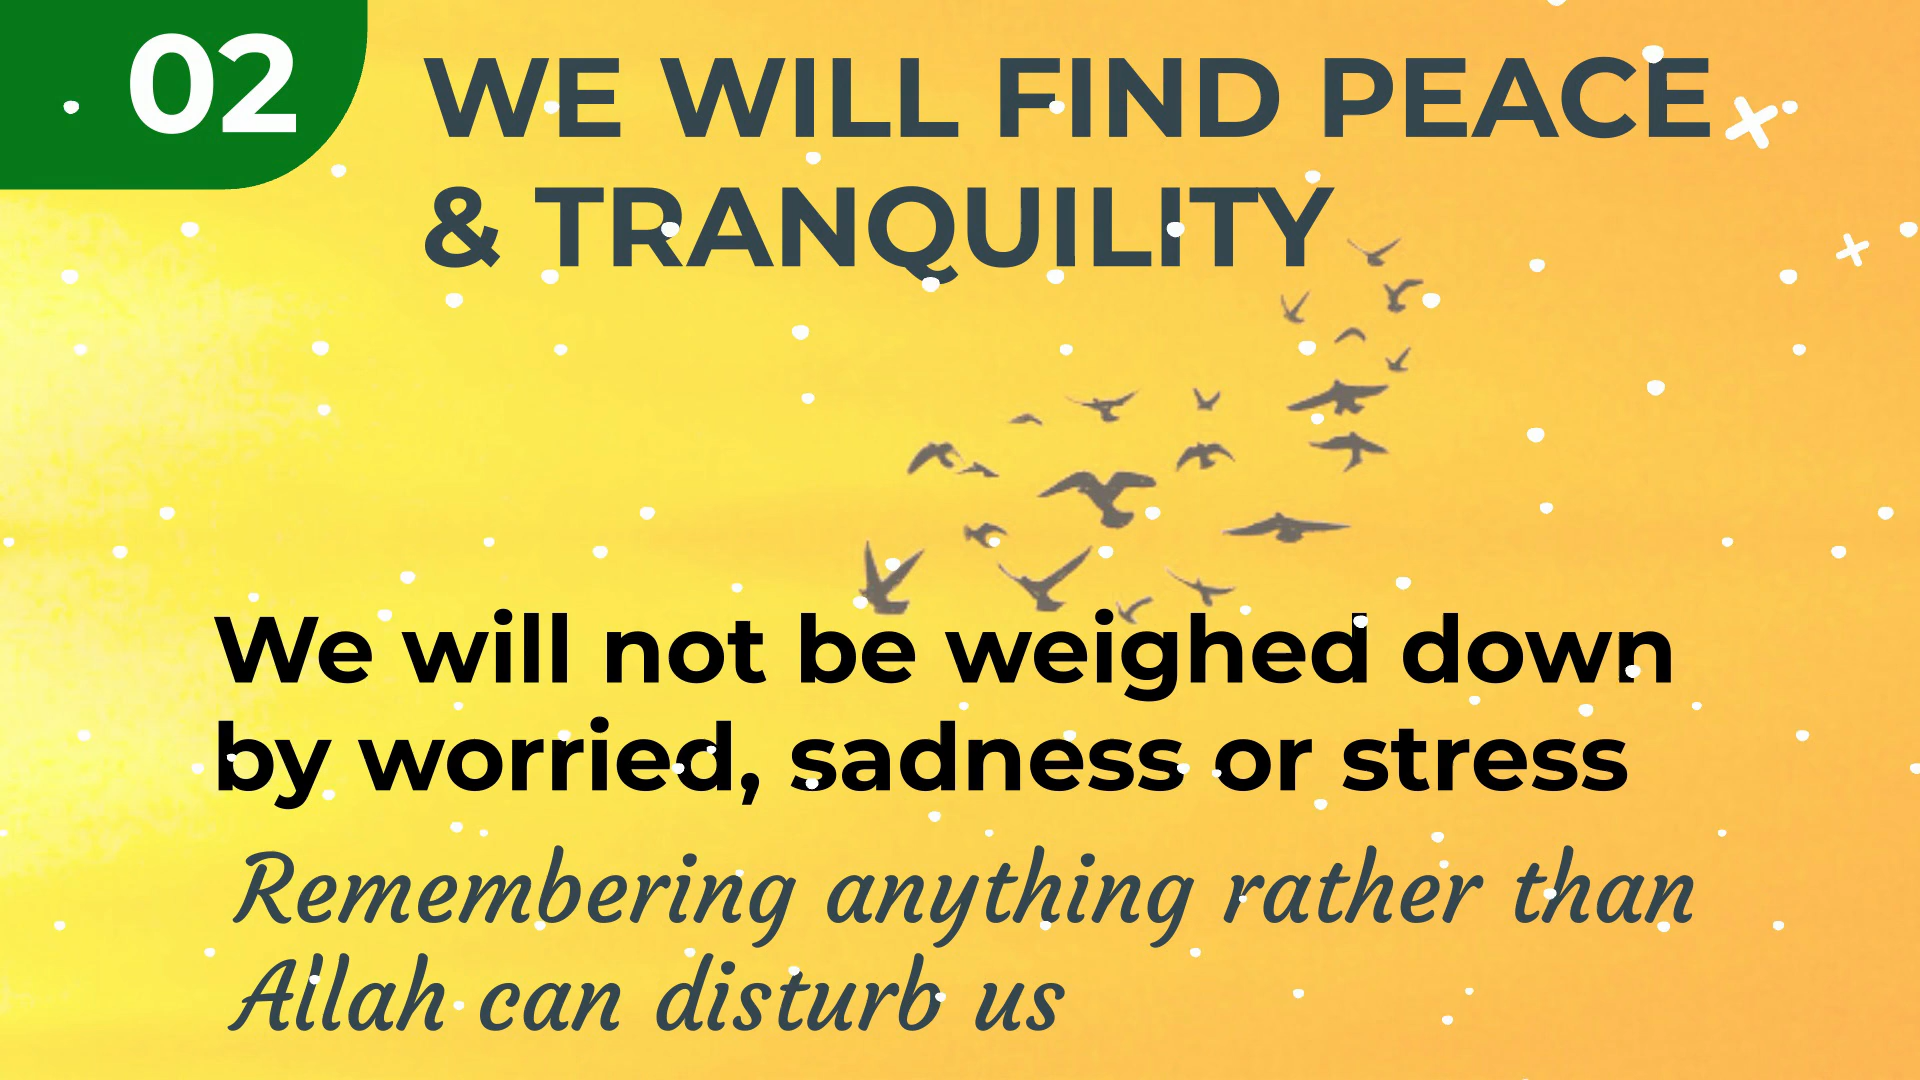 02
WE WILL FIND PEACE
& TRANQUILITY
We will not be weighed down
by worried, sadness or stress
Remembering anything rather than
Allah can disturb us